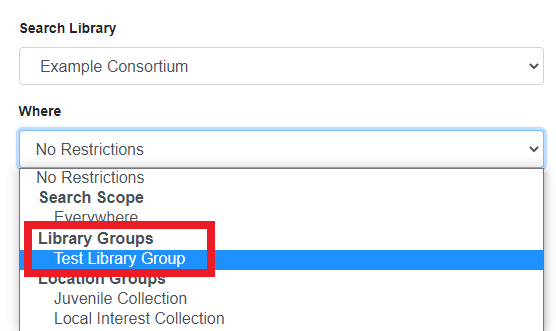 Search Library
Example Consortium
Where
No Restrictions
No Restrictions
Search Scope
Everywhere
Library Groups
Test Library Group
Location Groups
Juvenile Collection
Local Interest Collection